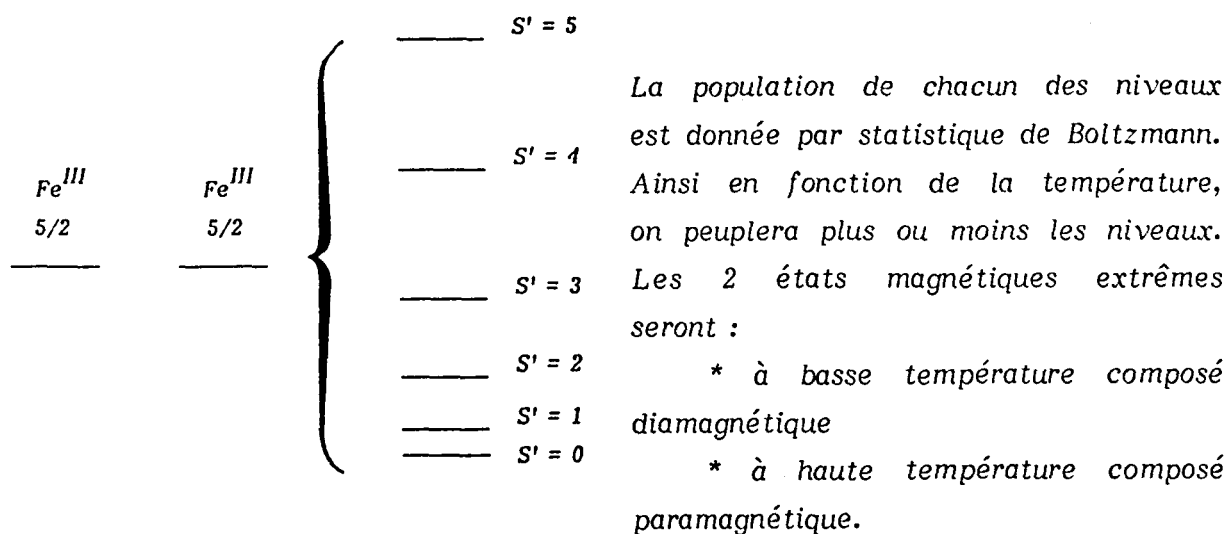 S' = 5
S' = 4
S' = 3
S' = 2
S' = 1
S' = 0
Fe^III Fe^III
5/2 5/2
La population de chacun des niveaux
est donnée par statistique de Boltzmann.
Ainsi en fonction de la température,
on peuplera plus ou moins les niveaux.
Les 2 états magnétiques extrêmes
seront :
* à basse température composé
diamagnétique
* à haute température composé
paramagnétique.